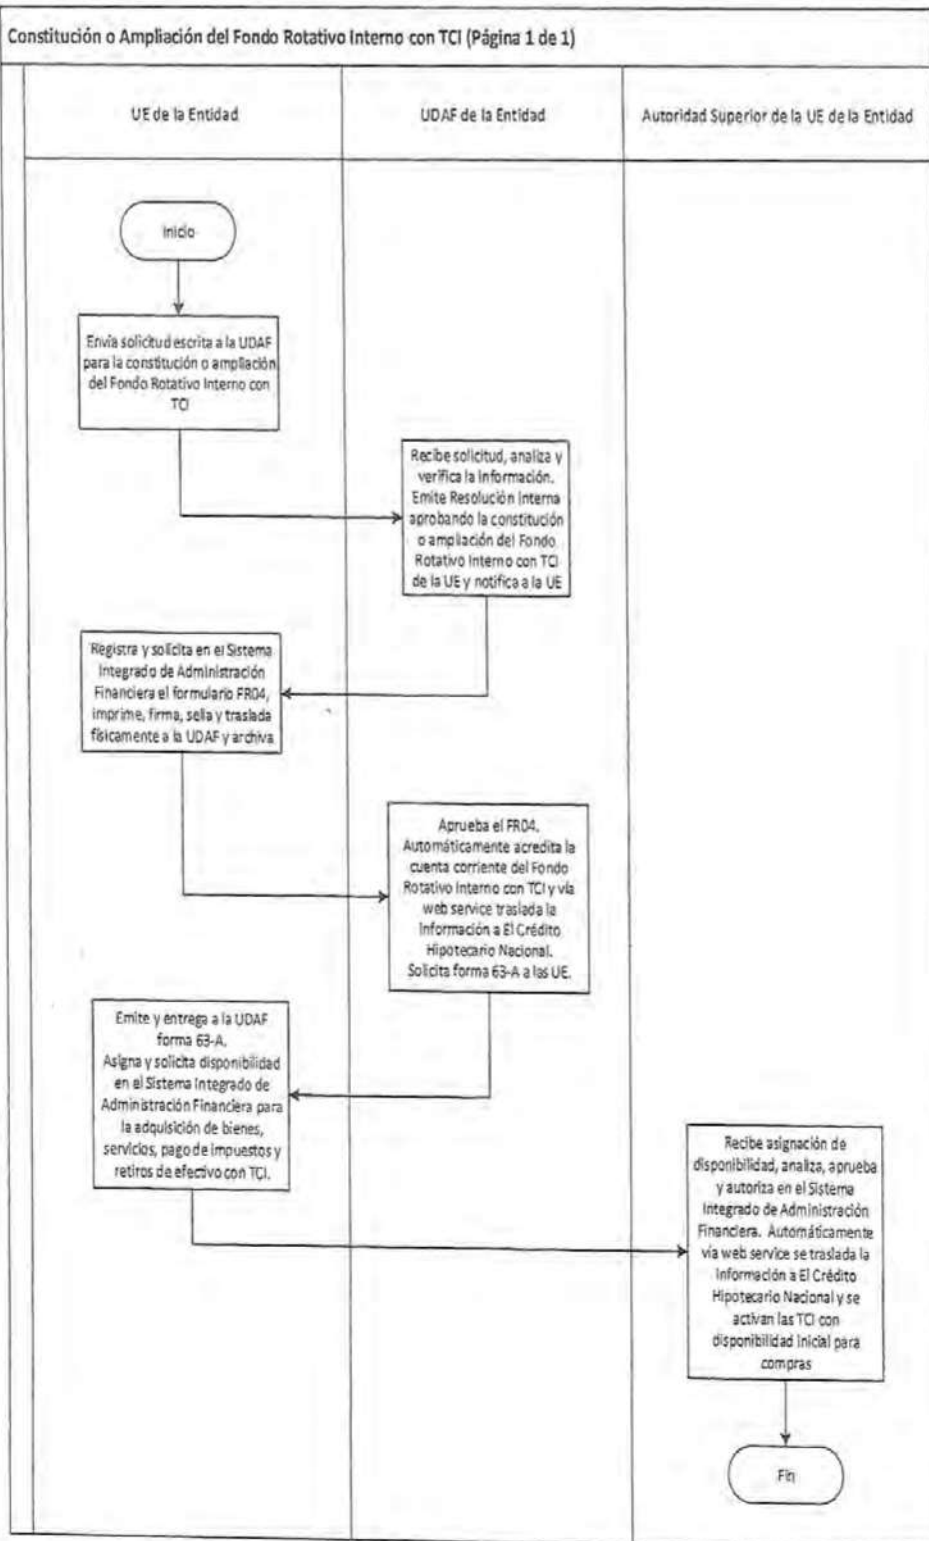 Constitución o Ampliación del Fondo Rotativo Interno con TCI (Página 1 de 1)
UE de la Entidad
UDAF de la Entidad
Autoridad Superior de la UE de la Entidad
Inicio
Envía solicitud escrita a la UDAF
para la constitución o ampliación
del Fondo Rotativo Interno con
TCI
Recibe solicitud, analiza y
verifica la información.
Emite Resolución Interna
aprobando la constitución
o ampliación del Fondo
Rotativo Interno con TCI
de la UE y notifica a la UE
Registra y solicita en el Sistema
Integrado de Administración
Financiera el formulario FR04,
imprime, firma, sella y traslada
físicamente a la UDAF y archiva
Aprueba el FR04.
Automáticamente acredita la
cuenta corriente del Fondo
Rotativo Interno con TCI y vía
web service traslada la
Información a El Crédito
Hipotecario Nacional.
Solicita forma 63-A a las UE.
Emite y entrega a la UDAF
forma 63-A.
Asigna y solicita disponibilidad
en el Sistema Integrado de
Administración Financiera para
la adquisición de bienes,
servicios, pago de impuestos y
retiros de efectivo con TCI.
Recibe asignación de
disponibilidad, analiza, aprueba
y autoriza en el Sistema
Integrado de Administración
Financiera. Automáticamente
vía web service se traslada la
Información a El Crédito
Hipotecario Nacional y se
activan las TCI con
disponibilidad inicial para
compras
Fin